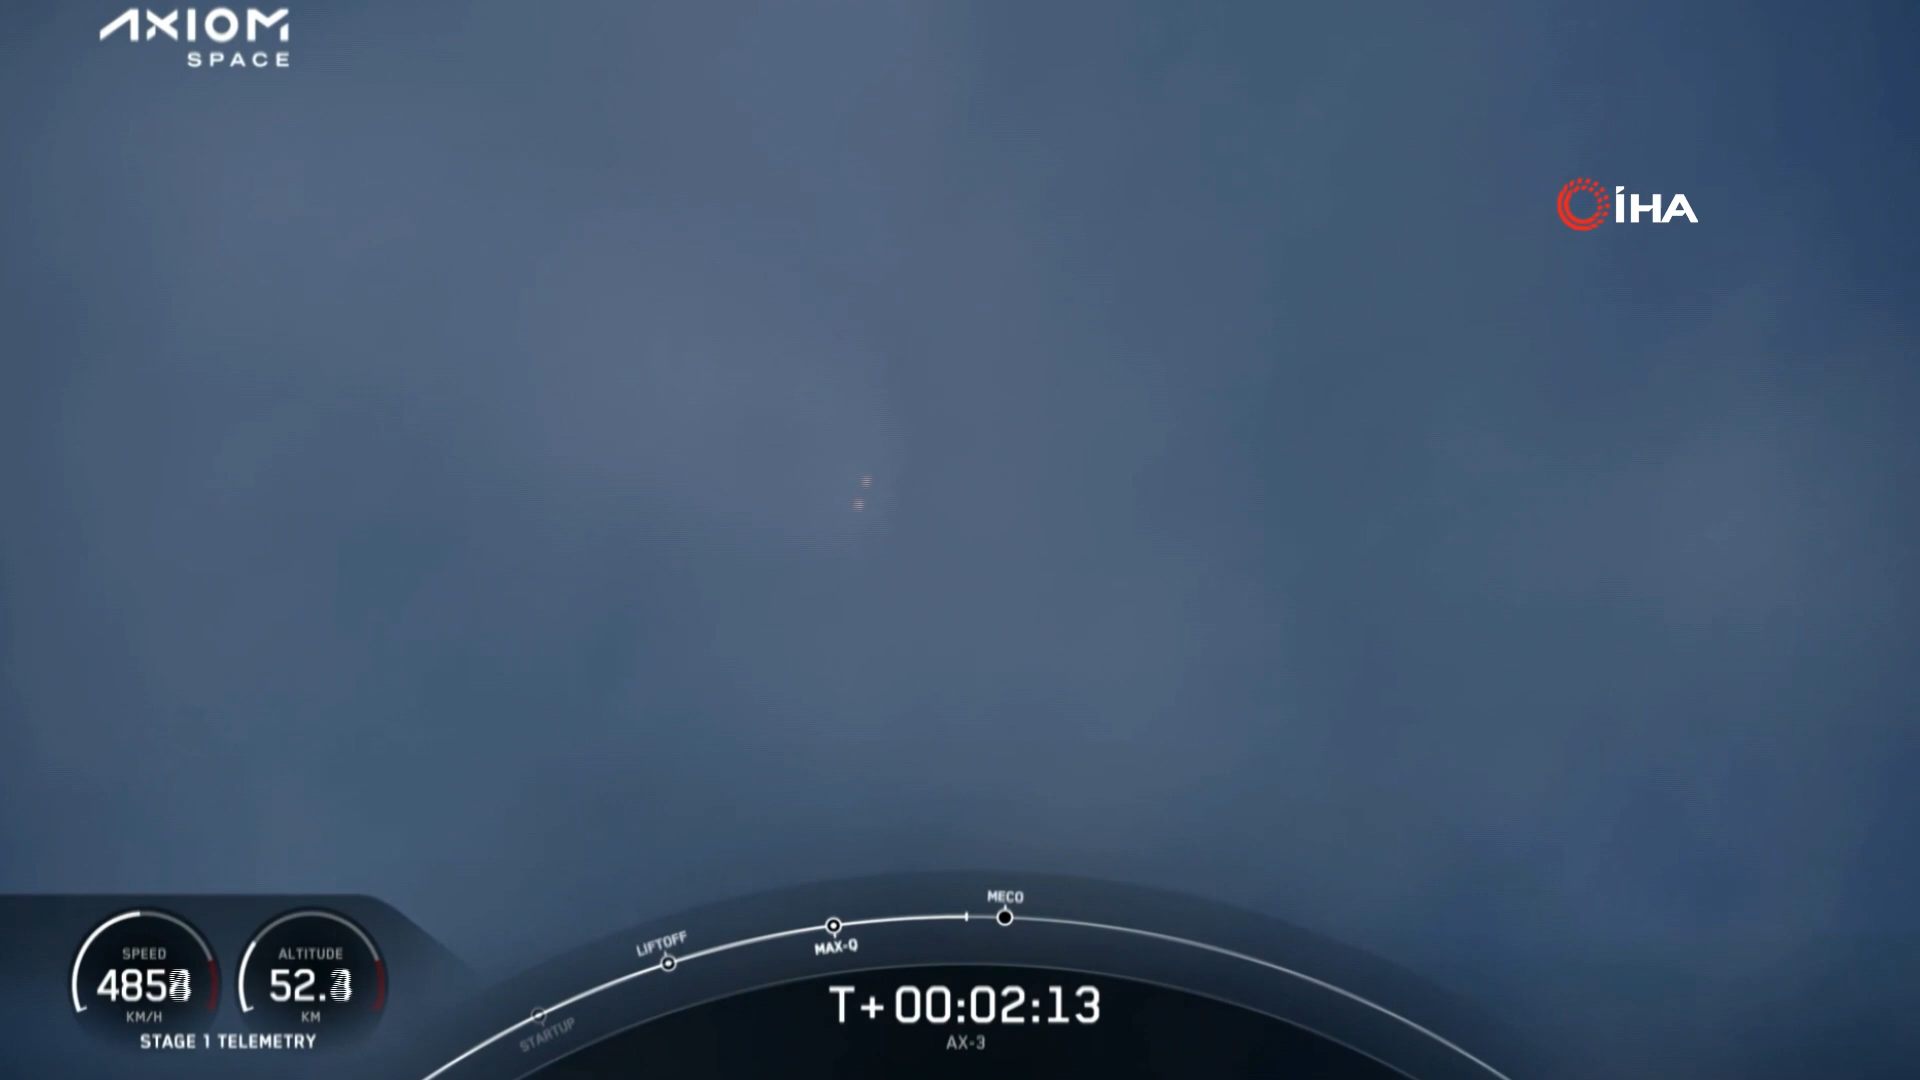 AXIOM
SPACE
İHA
MECO
LIFTOFF
MAX-Q
STARTUP
SPEED
KM/H
ALTITUDE
KM
STAGE 1 TELEMETRY
T+00:02:13
AX-3